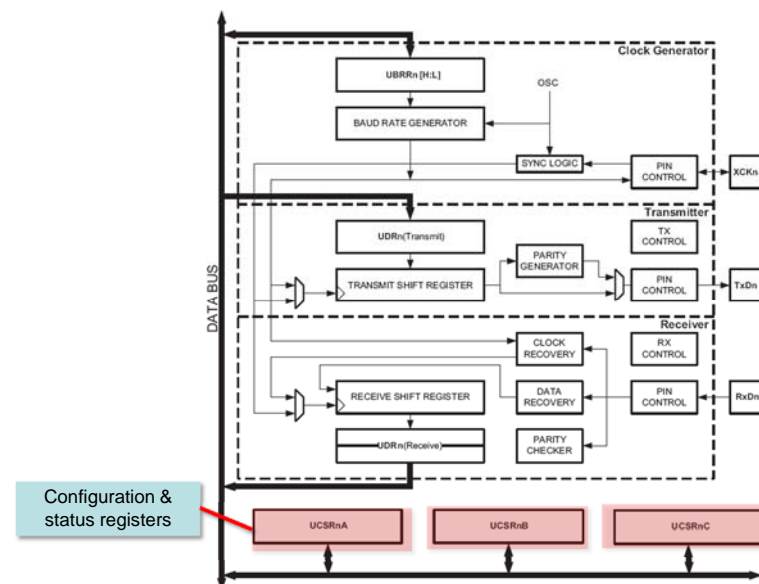 Clock Generator
UBRRn [H:L]
OSC
BAUD RATE GENERATOR
SYNC LOGIC
PIN
CONTROL
XCKn
Transmitter
UDRn(Transmit)
TX
CONTROL
PARITY
GENERATOR
TRANSMIT SHIFT REGISTER
PIN
CONTROL
TxDn
DATA BUS
Receiver
CLOCK
RECOVERY
RX
CONTROL
RECEIVE SHIFT REGISTER
DATA
RECOVERY
PIN
CONTROL
RxDn
UDRn(Receive)
PARITY
CHECKER
Configuration &
status registers
UCSRnA
UCSRnB
UCSRnC